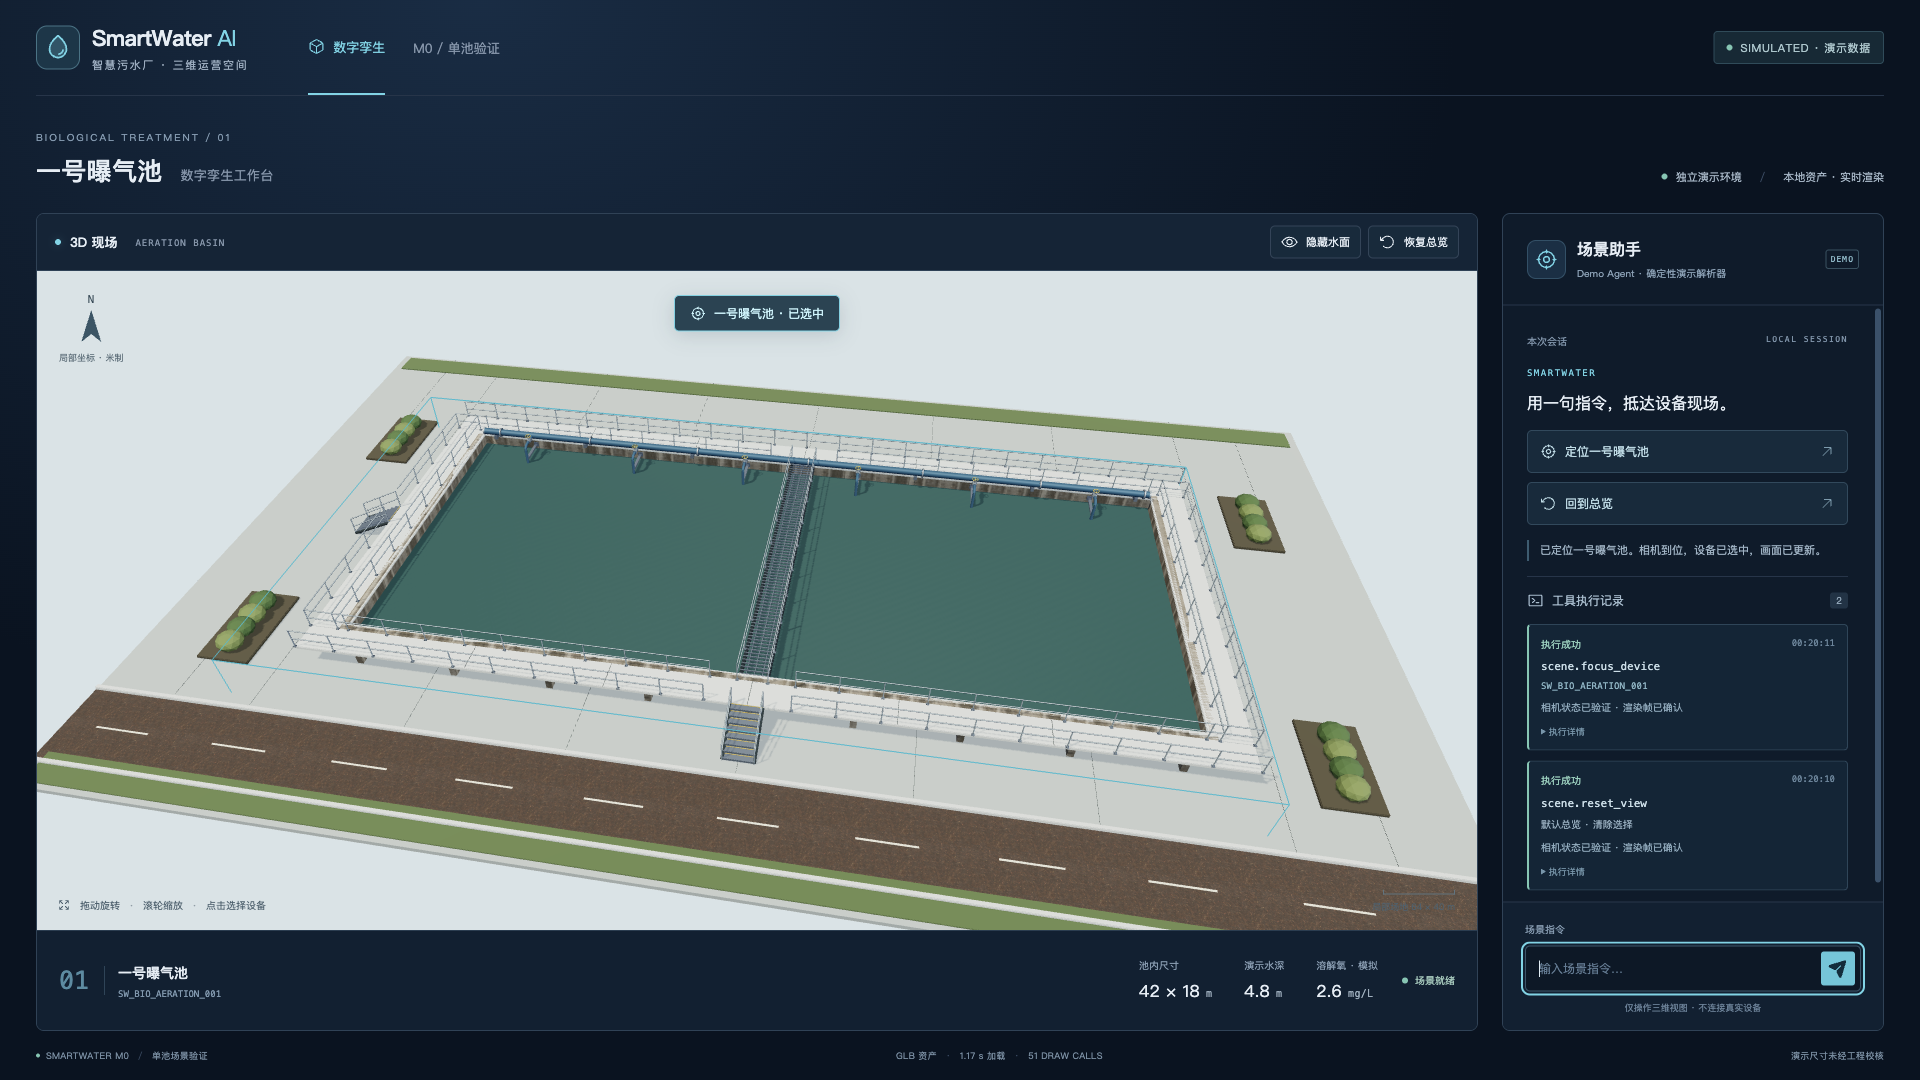 SmartWater AI
智慧污水厂 · 三维运营空间
数字孪生
M0 / 单池验证
SIMULATED · 演示数据
BIOLOGICAL TREATMENT / 01
一号曝气池 数字孪生工作台
独立演示环境 / 本地资产 · 实时渲染
3D 现场 AERATION BASIN
隐藏水面
恢复总览
N
局部坐标 · 米制
一号曝气池 · 已选中
拖动旋转 · 滚轮缩放 · 点击选择设备
01
一号曝气池
SW_BIO_AERATION_001
池内尺寸
42 × 18 m
演示水深
4.8 m
溶解氧 · 模拟
2.6 mg/L
场景就绪
场景助手
Demo Agent · 确定性演示解析器
DEMO
本次会话
LOCAL SESSION
SMARTWATER
用一句指令，抵达设备现场。
定位一号曝气池
回到总览
已定位一号曝气池。相机到位，设备已选中，画面已更新。
工具执行记录
2
执行成功
00:20:11
scene.focus_device
SW_BIO_AERATION_001
相机状态已验证 · 渲染帧已确认
执行详情
执行成功
00:20:10
scene.reset_view
默认总览 · 清除选择
相机状态已验证 · 渲染帧已确认
执行详情
场景指令
输入场景指令...
仅操作三维视图 · 不连接真实设备
SMARTWATER M0 / 单池场景验证
GLB 资产 · 1.17 s 加载 · 51 DRAW CALLS
演示尺寸未经工程校核